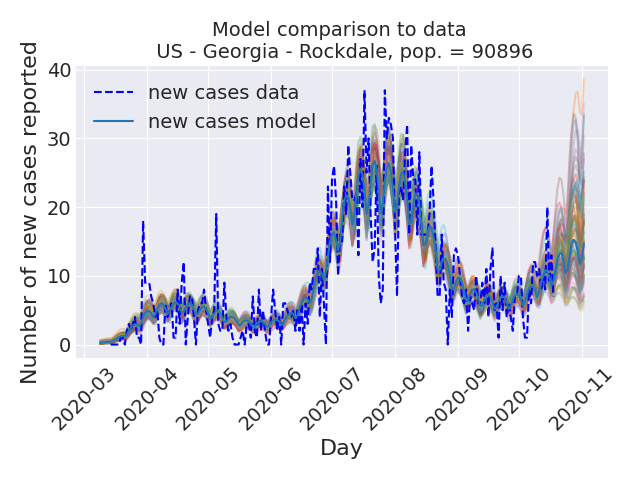 Model comparison to data
US - Georgia - Rockdale, pop. = 90896
Number of new cases reported
40
30
20
10
0
new cases data
new cases model
2020-03
2020-04
2020-05
2020-06
2020-07
2020-08
2020-09
2020-10
2020-11
Day